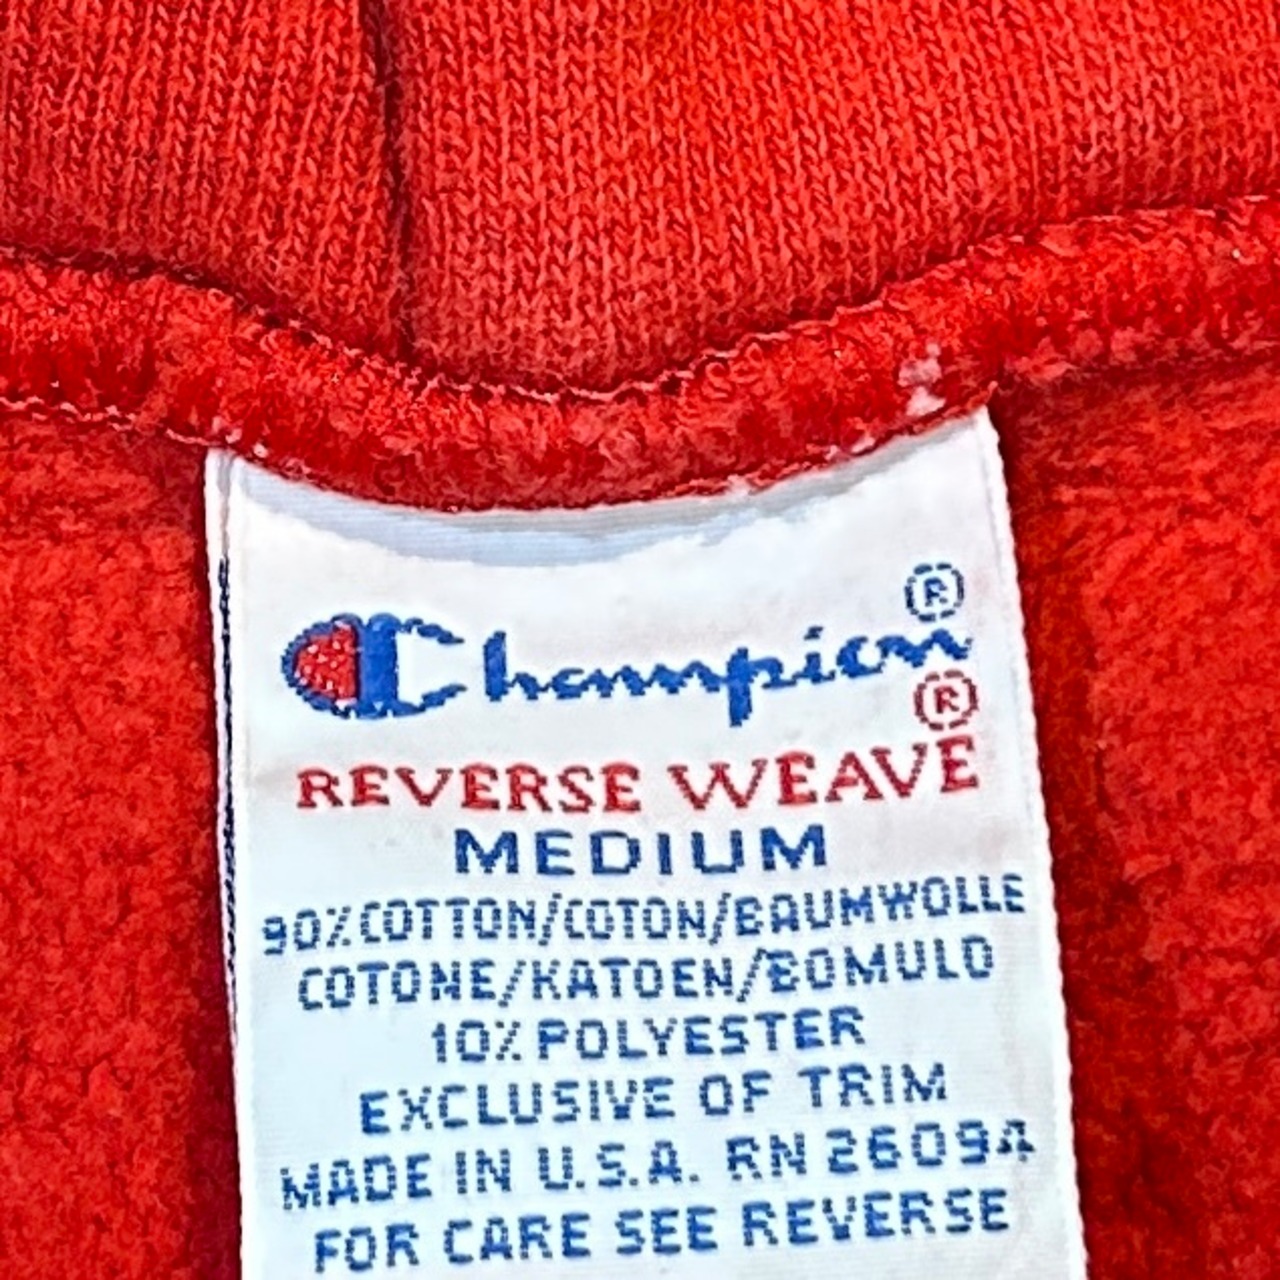 Champion®
®
REVERSE WEAVE
MEDIUM
90% COTTON/COTON/BAUMWOLLE
COTONE/KATOEN/BOMULD
10% POLYESTER
EXCLUSIVE OF TRIM
MADE IN U.S.A. RN 26094
FOR CARE SEE REVERSE